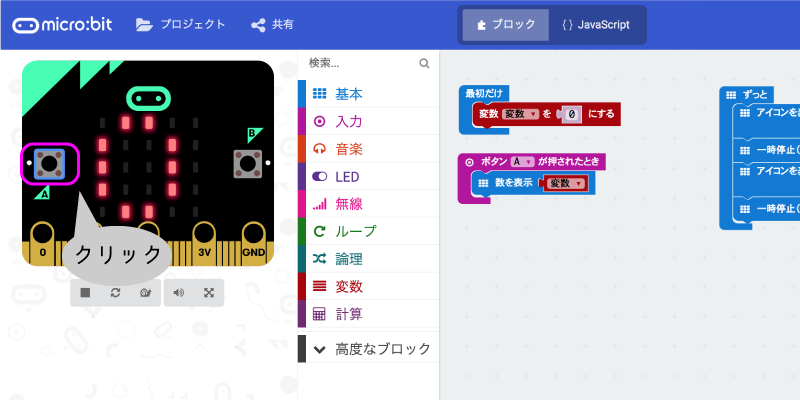 micro:bit プロジェクト 共有 ブロック {} JavaScript
検索...
基本
入力
音楽
LED
無線
ループ
論理
変数
計算
高度なブロック
B
A
0
3V
GND
クリック
最初だけ
変数 変数 を 0 にする
ボタン A が押されたとき
数を表示 変数
ずっと
アイコンを表
一時停止(
アイコンを表
一時停止(